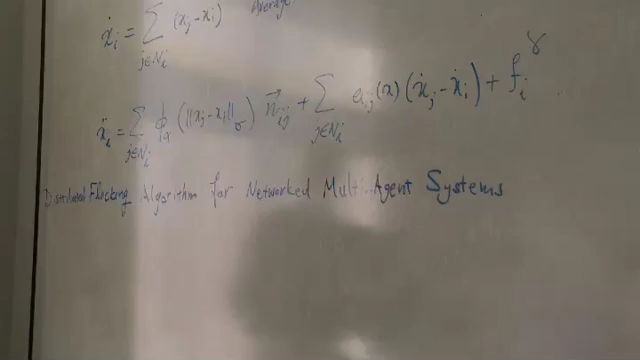 Average
ẋᵢ = Σ_{j∈Nᵢ} (xⱼ - xᵢ)
ẍᵢ = Σ_{j∈Nᵢ} ϕ_α (‖xⱼ - xᵢ‖_σ) n⃗ᵢⱼ + Σ_{j∈Nᵢ} aᵢⱼ(x) (ẋⱼ - ẋᵢ) + fᵢ^γ
Distributed Flocking Algorithm for Networked Multi-Agent Systems